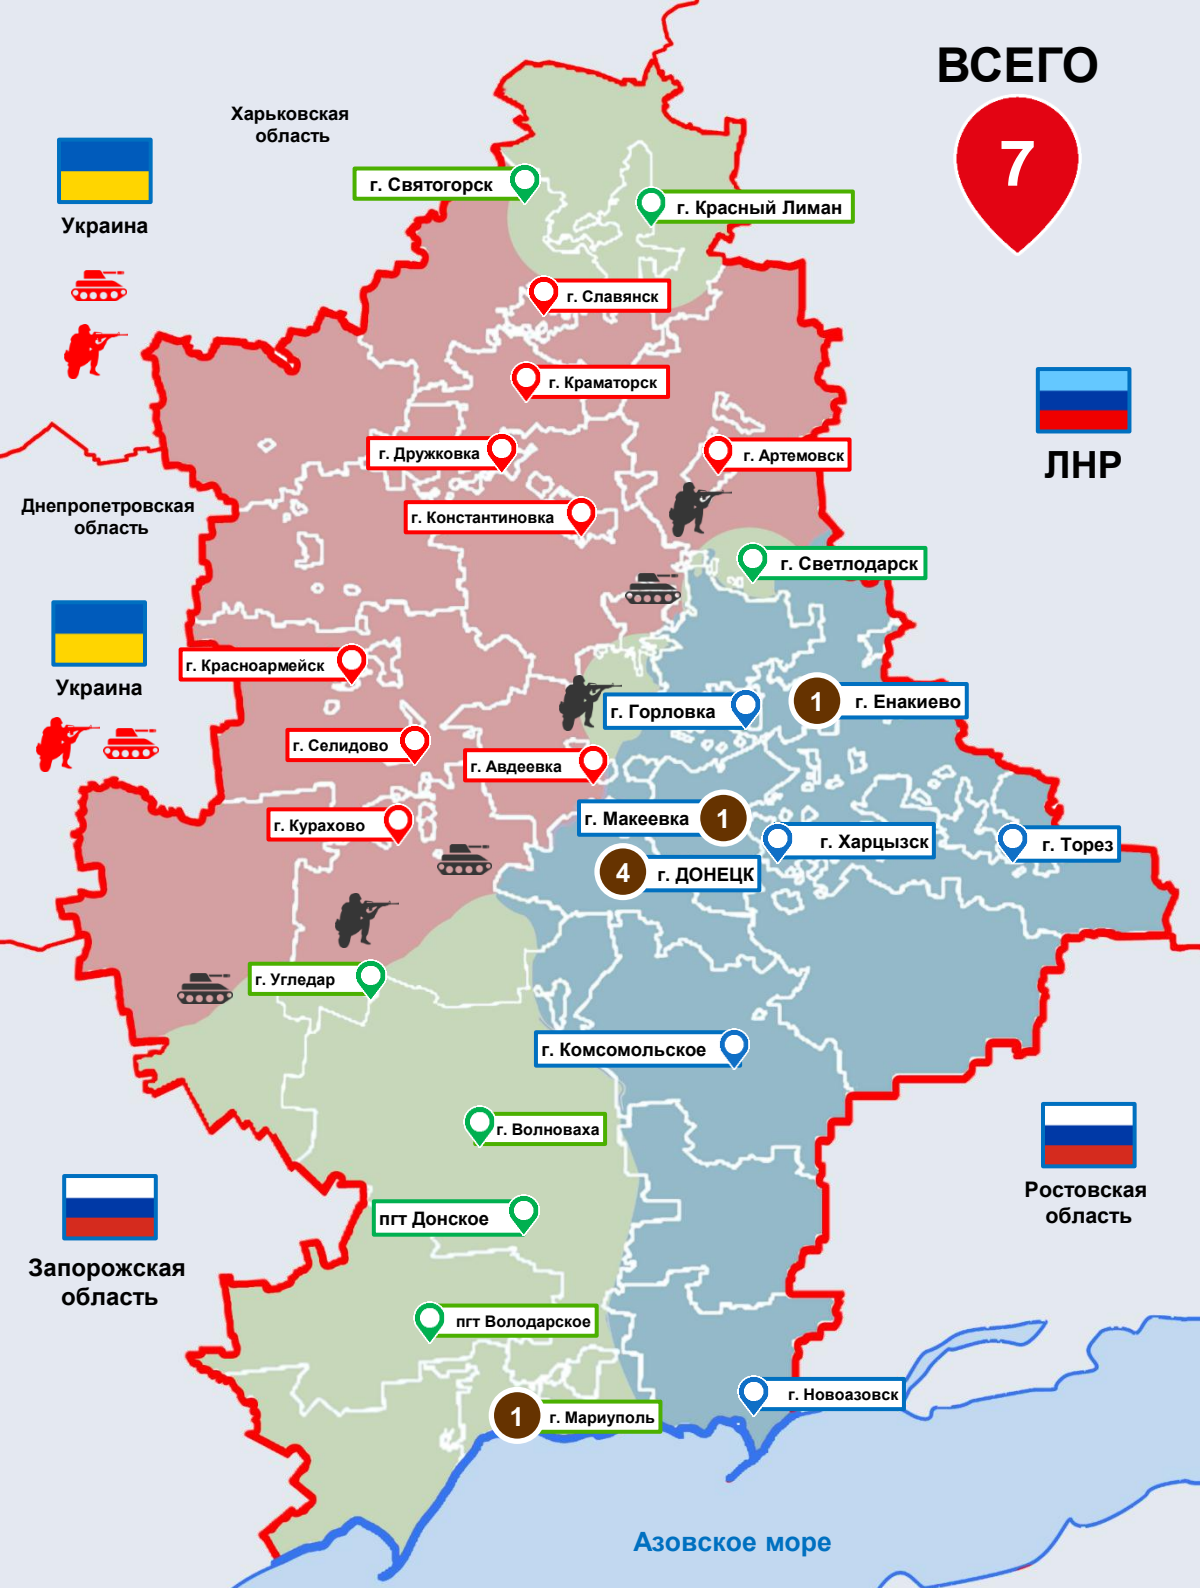 ВСЕГО
7
Харьковская
область
Украина
г. Святогорск
г. Красный Лиман
г. Славянск
г. Краматорск
ЛНР
г. Дружковка
г. Артемовск
Днепропетровская
область
г. Константиновка
г. Светлодарск
Украина
г. Красноармейск
г. Горловка
1
г. Енакиево
г. Селидово
г. Авдеевка
г. Курахово
г. Макеевка
1
г. Харцызск
г. Торез
4
г. ДОНЕЦК
г. Угледар
г. Комсомольское
г. Волноваха
Ростовская
область
пгт Донское
Запорожская
область
пгт Володарское
г. Новоазовск
1
г. Мариуполь
Азовское море